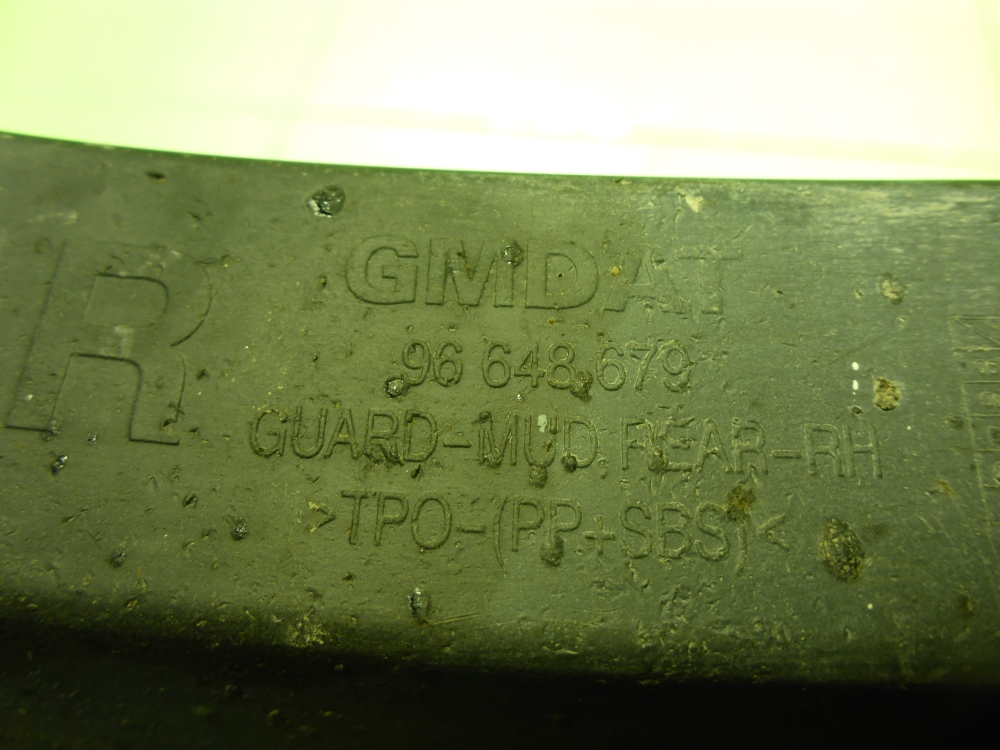 R
GMDAT
96 648 679
GUARD-MUD REAR-RH
>TPO-(PP+SBS)<